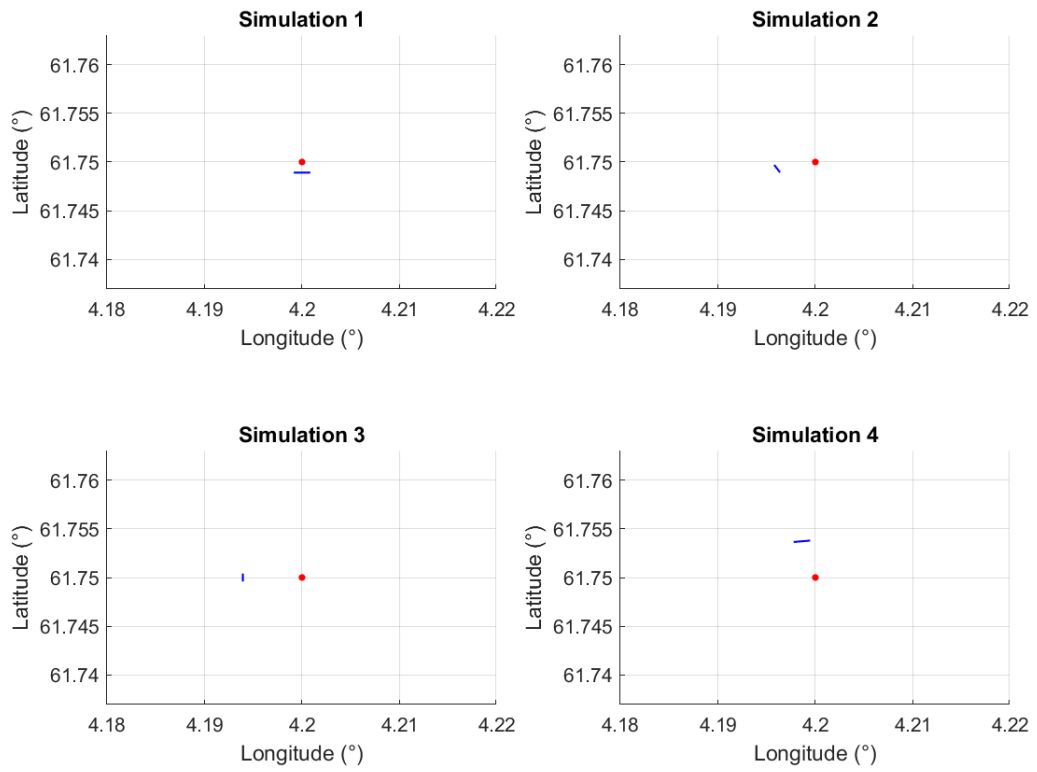 Simulation 1
61.76
61.755
61.75
61.745
61.74
Latitude (°)
4.18 4.19 4.2 4.21 4.22
Longitude (°)
Simulation 2
61.76
61.755
61.75
61.745
61.74
Latitude (°)
4.18 4.19 4.2 4.21 4.22
Longitude (°)
Simulation 3
61.76
61.755
61.75
61.745
61.74
Latitude (°)
4.18 4.19 4.2 4.21 4.22
Longitude (°)
Simulation 4
61.76
61.755
61.75
61.745
61.74
Latitude (°)
4.18 4.19 4.2 4.21 4.22
Longitude (°)